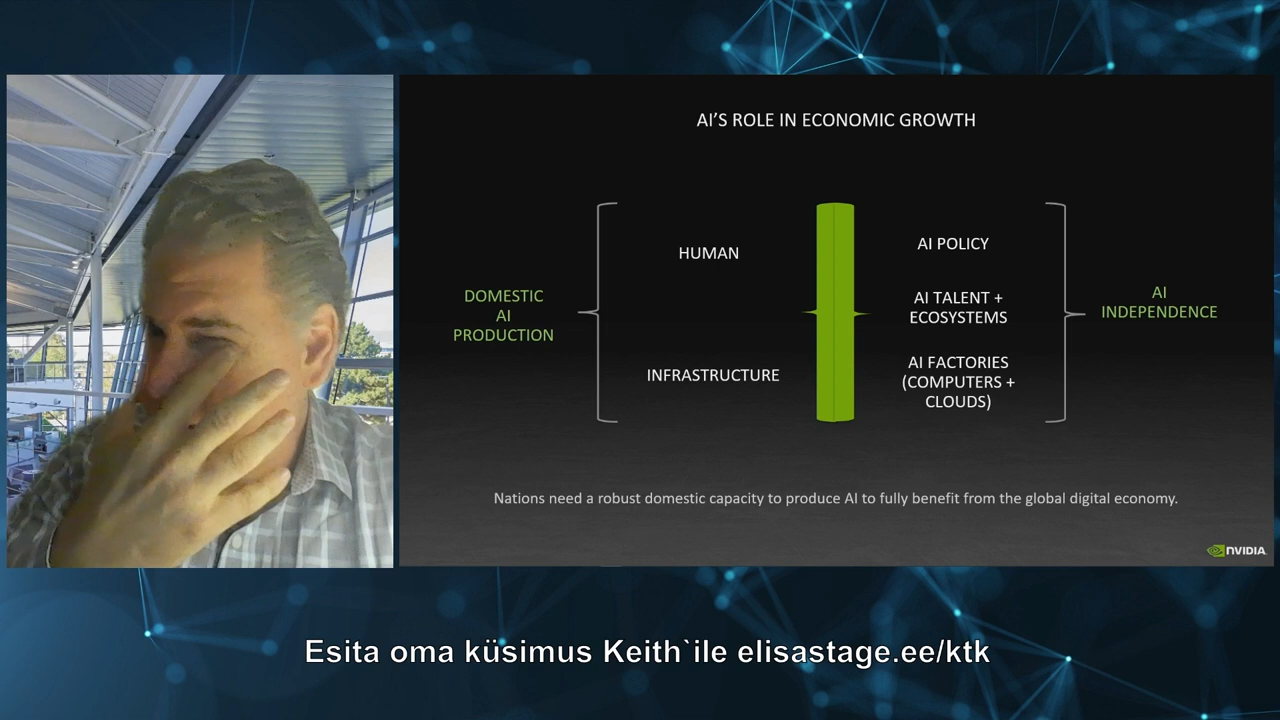 AI’S ROLE IN ECONOMIC GROWTH
DOMESTIC
AI
PRODUCTION
HUMAN
INFRASTRUCTURE
AI POLICY
AI TALENT +
ECOSYSTEMS
AI FACTORIES
(COMPUTERS +
CLOUDS)
AI
INDEPENDENCE
Nations need a robust domestic capacity to produce AI to fully benefit from the global digital economy.
NVIDIA.
Esita oma küsimus Keith`ile elisastage.ee/ktk